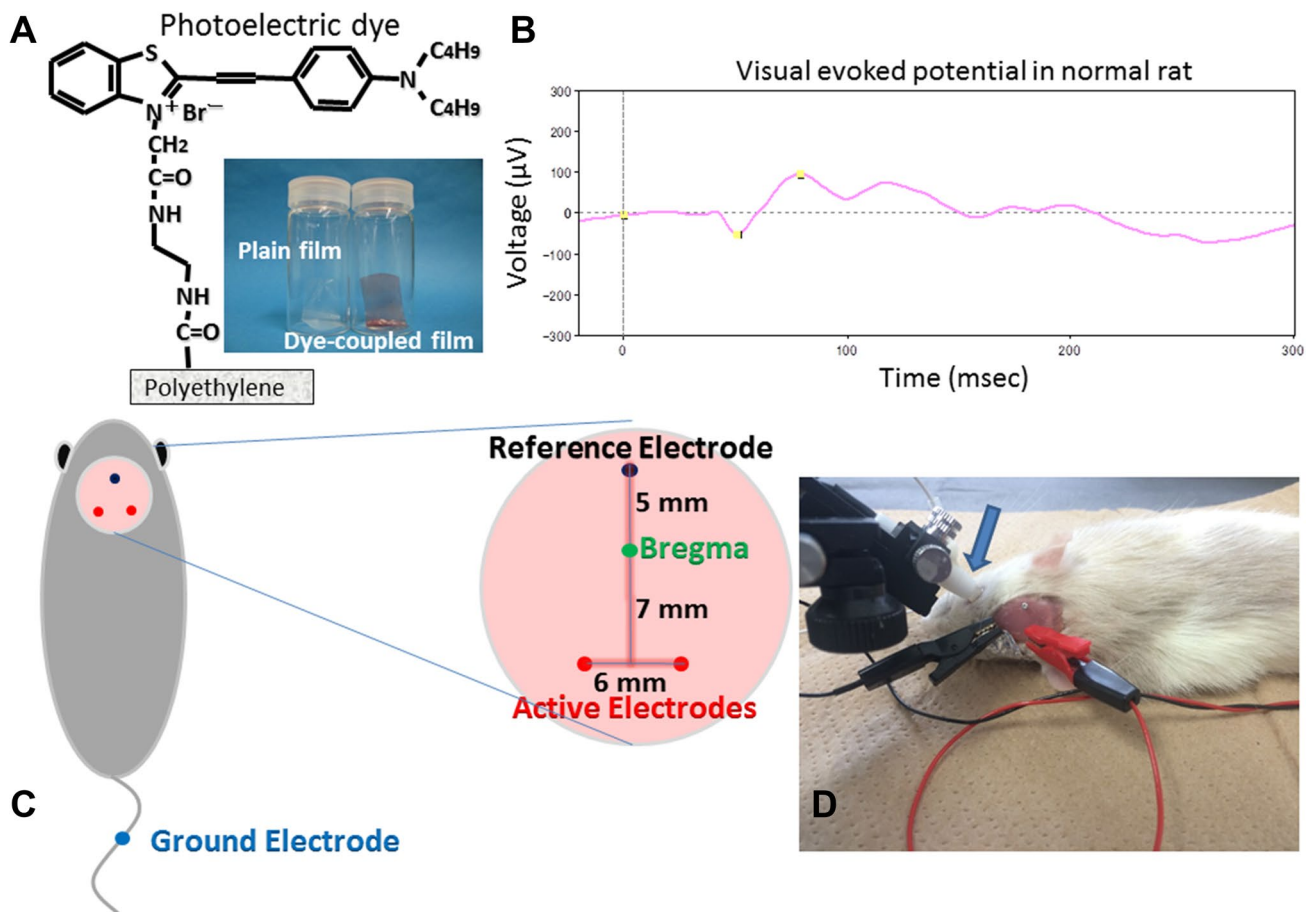 A
Photoelectric dye
S
N
+
Br−
N
C4H9
C4H9
CH2
C=O
NH
NH
C=O
Polyethylene
Plain film
Dye-coupled film
B
Visual evoked potential in normal rat
Voltage (µV)
300
200
100
0
−100
−200
−300
0
100
200
300
Time (msec)
C
Reference Electrode
5 mm
Bregma
7 mm
6 mm
Active Electrodes
Ground Electrode
D